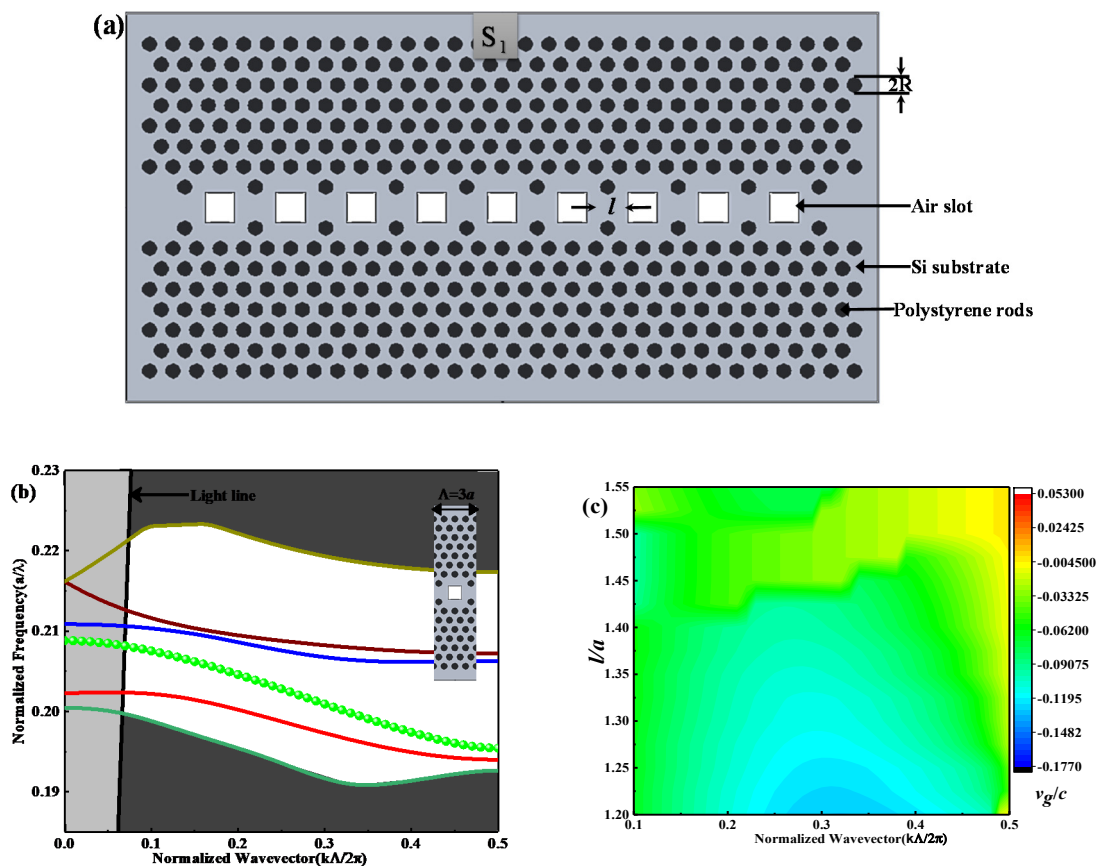 (a)
S1
2R
l
Air slot
Si substrate
Polystyrene rods
(b)
Normalized Frequency(a/λ)
0.23
0.22
0.21
0.20
0.19
Light line
Λ=3a
0.0 0.1 0.2 0.3 0.4 0.5
Normalized Wavevector(kΛ/2π)
(c)
l/a
1.55
1.50
1.45
1.40
1.35
1.30
1.25
1.20
0.1 0.2 0.3 0.4 0.5
Normalized Wavevector(kΛ/2π)
0.05300
0.02425
-0.004500
-0.03325
-0.06200
-0.09075
-0.1195
-0.1482
-0.1770
vg/c